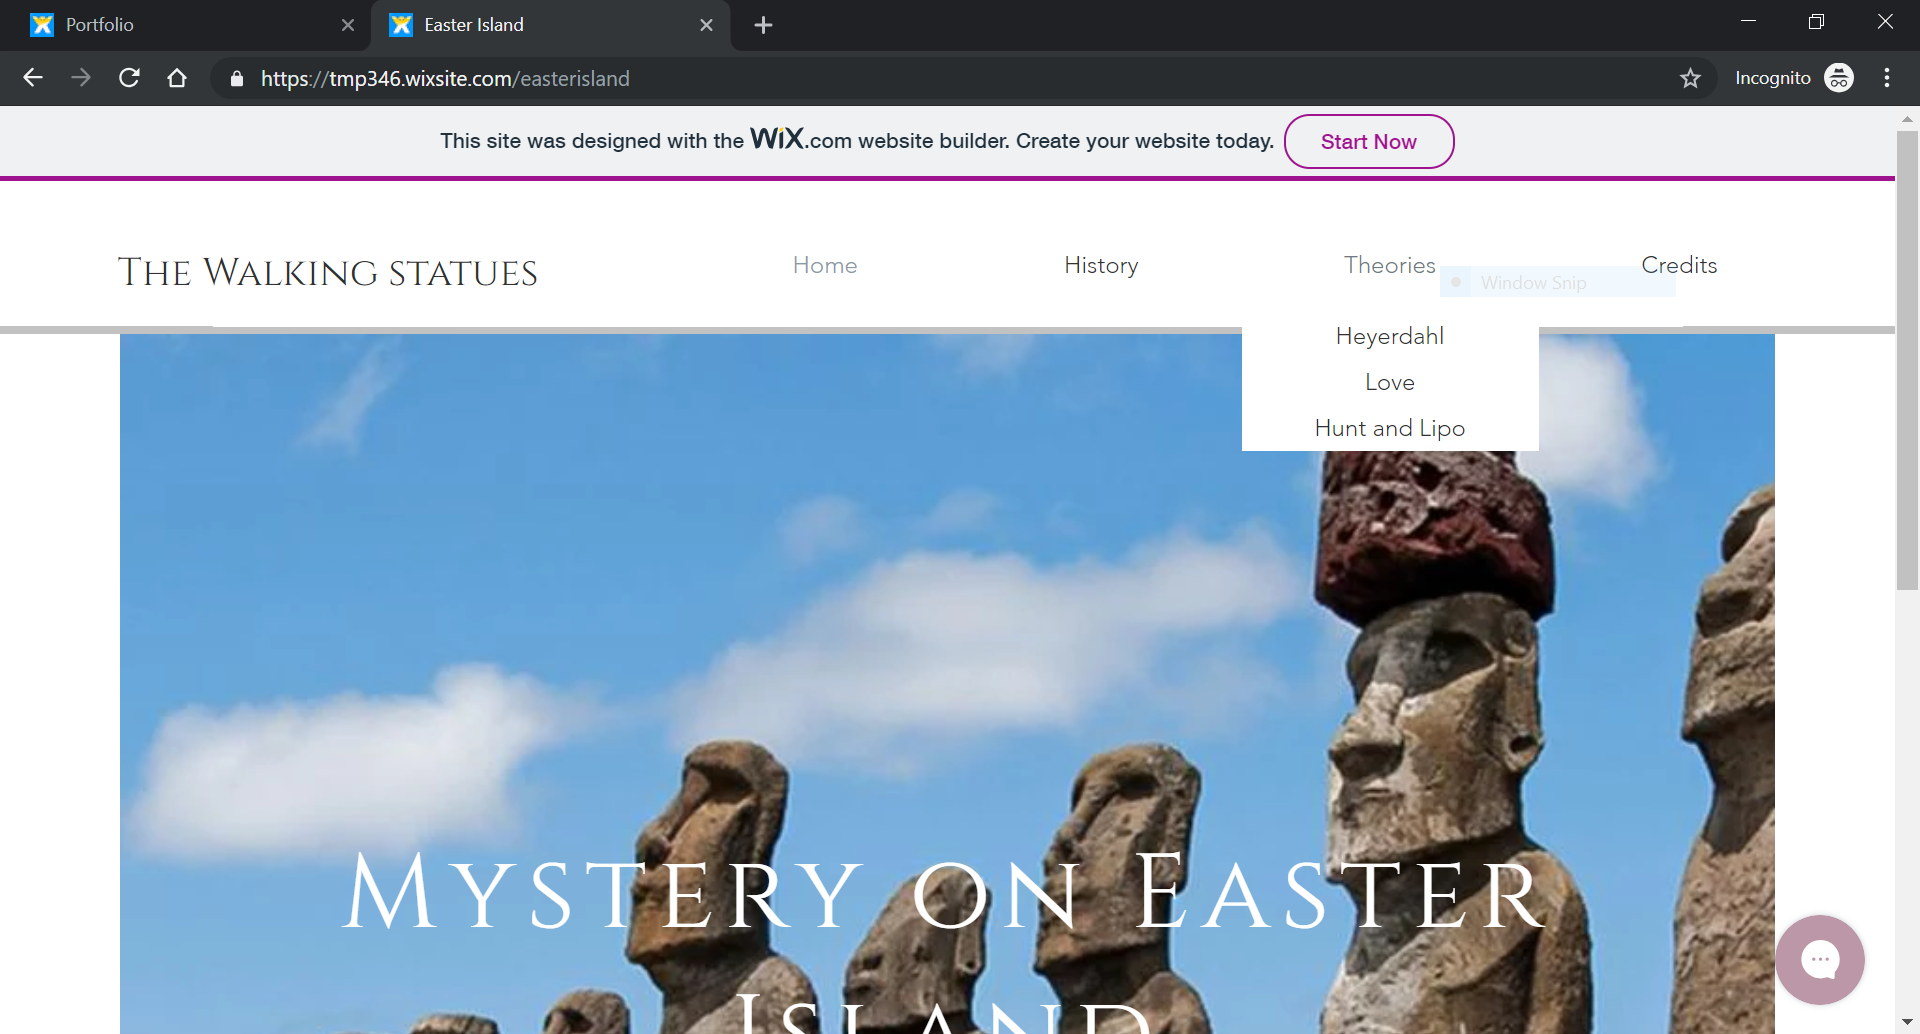 Portfolio
Easter Island
https://tmp346.wixsite.com/easterisland
Incognito
This site was designed with the WiX.com website builder. Create your website today.
Start Now
The Walking statues
Home
History
Theories
Credits
Window Snip
Heyerdahl
Love
Hunt and Lipo
Mystery on Easter
Island